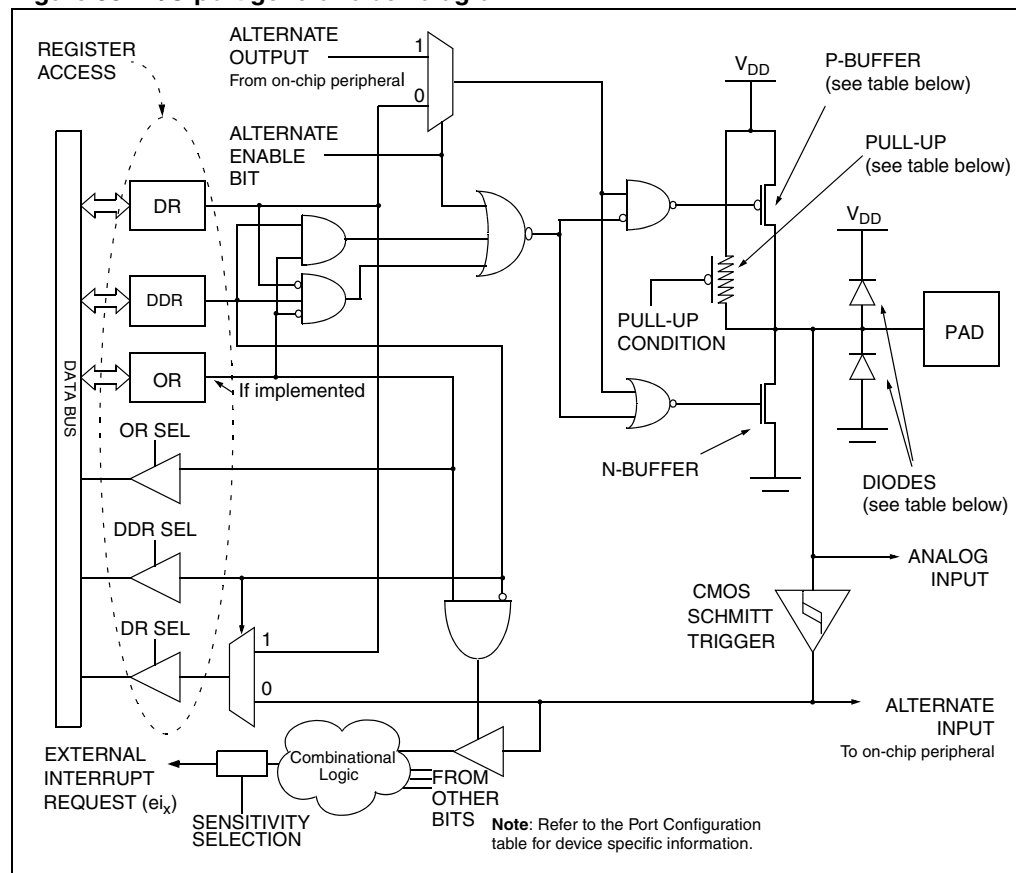 REGISTER
ACCESS
ALTERNATE
OUTPUT
From on-chip peripheral
1
0
ALTERNATE
ENABLE
BIT
VDD
P-BUFFER
(see table below)
PULL-UP
(see table below)
VDD
DR
DDR
OR
If implemented
PULL-UP
CONDITION
PAD
DATA BUS
OR SEL
N-BUFFER
DIODES
(see table below)
DDR SEL
ANALOG
INPUT
CMOS
SCHMITT
TRIGGER
DR SEL
1
0
ALTERNATE
INPUT
To on-chip peripheral
EXTERNAL
INTERRUPT
REQUEST (eix)
Combinational
Logic
FROM
OTHER
BITS
SENSITIVITY
SELECTION
Note: Refer to the Port Configuration
table for device specific information.